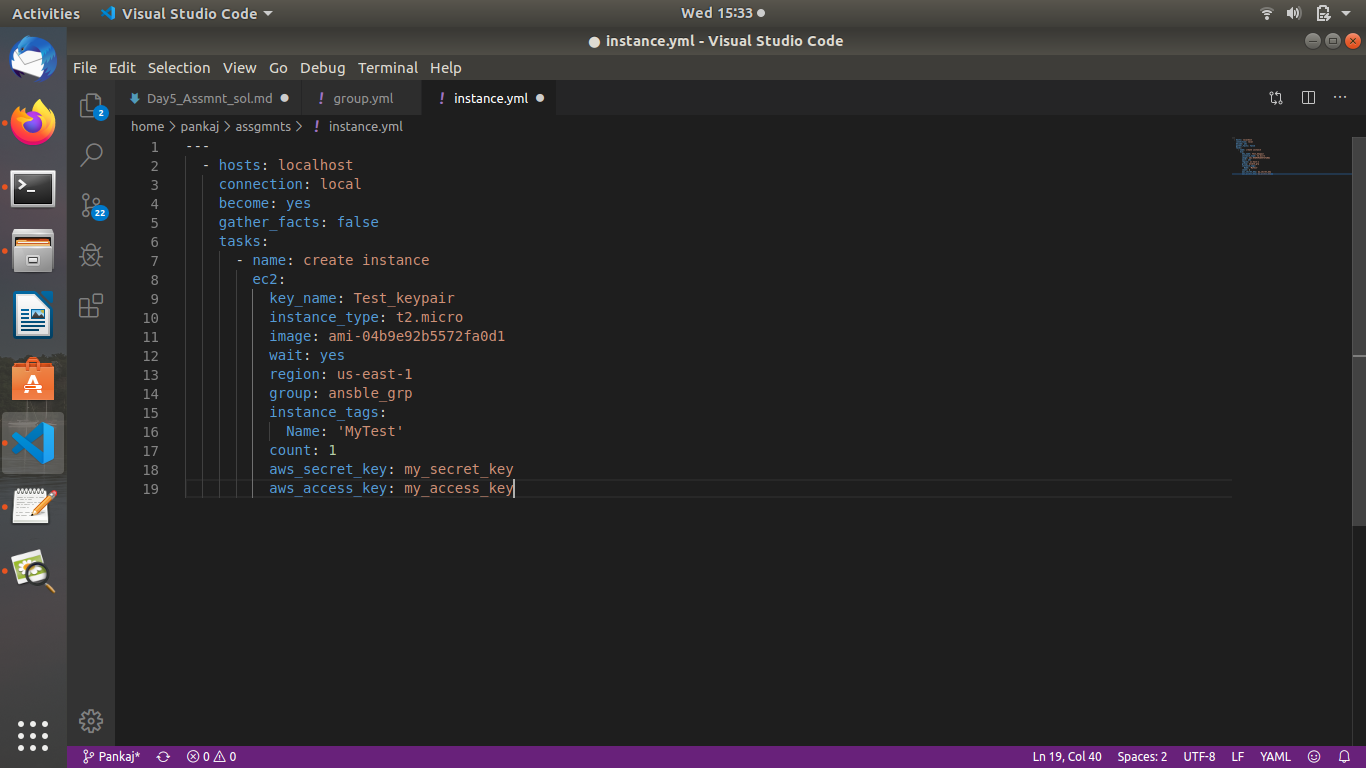 Activities Visual Studio Code Wed 15:33
instance.yml - Visual Studio Code
File Edit Selection View Go Debug Terminal Help
Day5_Assmnt_sol.md group.yml instance.yml
home > pankaj > assgmnts > ! instance.yml
1 ---
2 - hosts: localhost
3 connection: local
4 become: yes
5 gather_facts: false
6 tasks:
7 - name: create instance
8 ec2:
9 key_name: Test_keypair
10 instance_type: t2.micro
11 image: ami-04b9e92b5572fa0d1
12 wait: yes
13 region: us-east-1
14 group: ansble_grp
15 instance_tags:
16 Name: 'MyTest'
17 count: 1
18 aws_secret_key: my_secret_key
19 aws_access_key: my_access_key
2
22
Pankaj* 0 0 Ln 19, Col 40 Spaces: 2 UTF-8 LF YAML